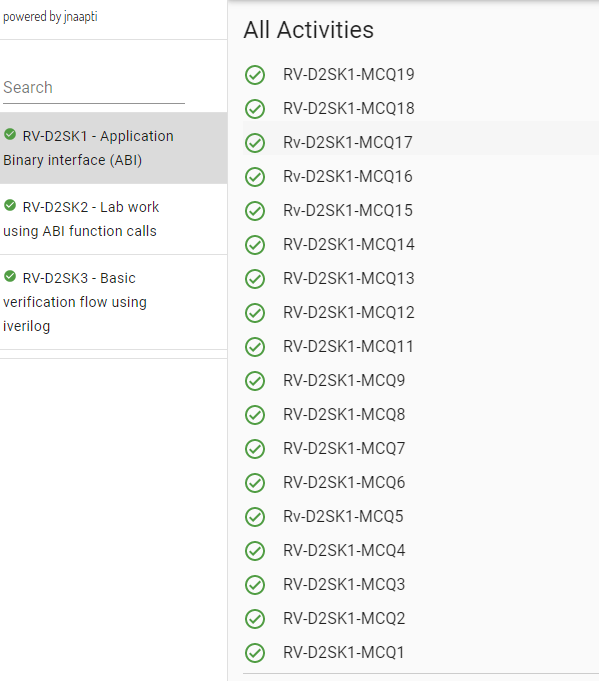 powered by jnaapti
Search
RV-D2SK1 - Application
Binary interface (ABI)
RV-D2SK2 - Lab work
using ABI function calls
RV-D2SK3 - Basic
verification flow using
iverilog
All Activities
RV-D2SK1-MCQ19
RV-D2SK1-MCQ18
Rv-D2SK1-MCQ17
RV-D2SK1-MCQ16
Rv-D2SK1-MCQ15
RV-D2SK1-MCQ14
RV-D2SK1-MCQ13
RV-D2SK1-MCQ12
RV-D2SK1-MCQ11
RV-D2SK1-MCQ9
RV-D2SK1-MCQ8
RV-D2SK1-MCQ7
RV-D2SK1-MCQ6
Rv-D2SK1-MCQ5
RV-D2SK1-MCQ4
RV-D2SK1-MCQ3
RV-D2SK1-MCQ2
RV-D2SK1-MCQ1